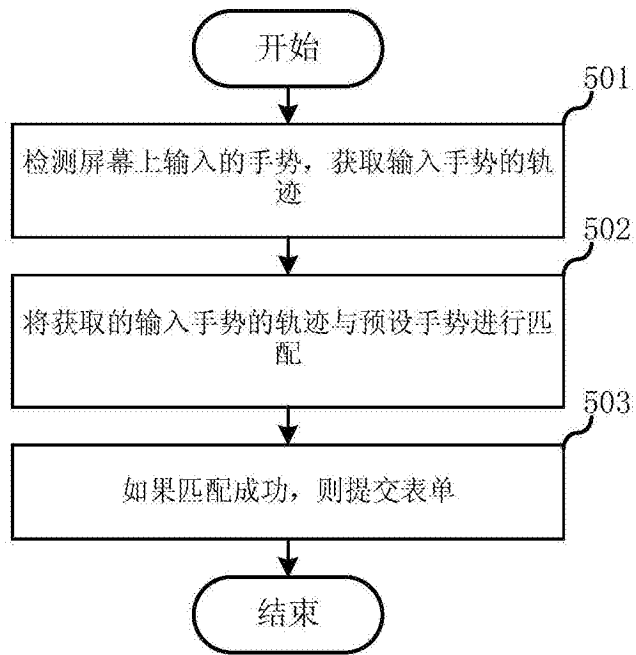 开始
501
检测屏幕上输入的手势，获取输入手势的轨
迹
502
将获取的输入手势的轨迹与预设手势进行匹
配
503
如果匹配成功，则提交表单
结束